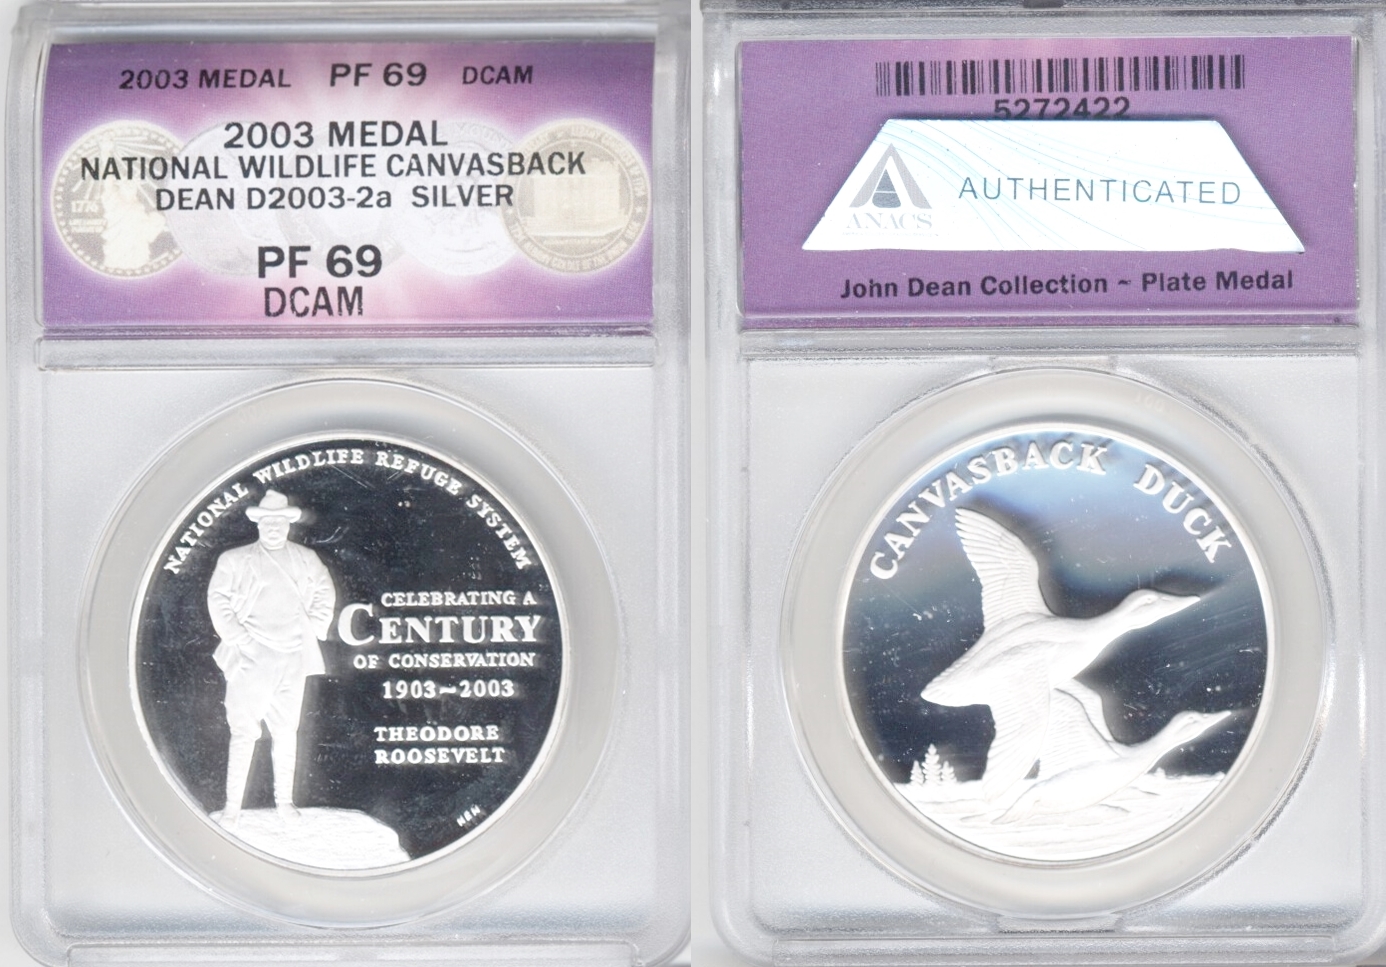 2003 MEDAL PF 69 DCAM
2003 MEDAL
NATIONAL WILDLIFE CANVASBACK
DEAN D2003-2a SILVER
PF 69
DCAM
1776
NATIONAL WILDLIFE REFUGE SYSTEM
CELEBRATING A
CENTURY
OF CONSERVATION
1903~2003
THEODORE
ROOSEVELT
5272422
ANACS
AUTHENTICATED
John Dean Collection ~ Plate Medal
CANVASBACK DUCK